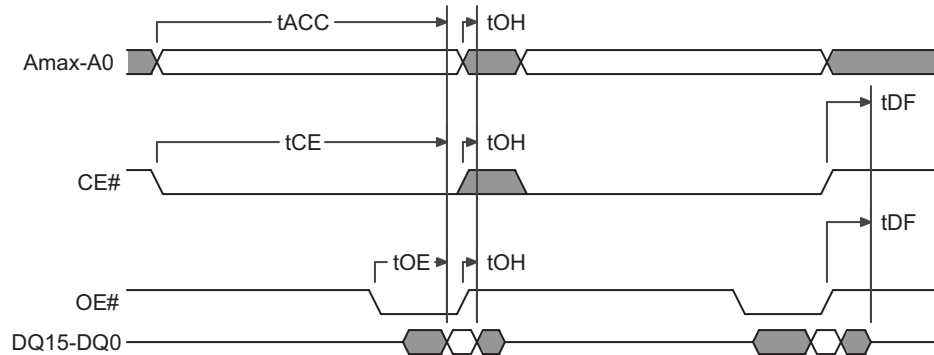 tACC tOH
Amax-A0
tDF
tCE tOH
CE#
tDF
tOE tOH
OE#
DQ15-DQ0